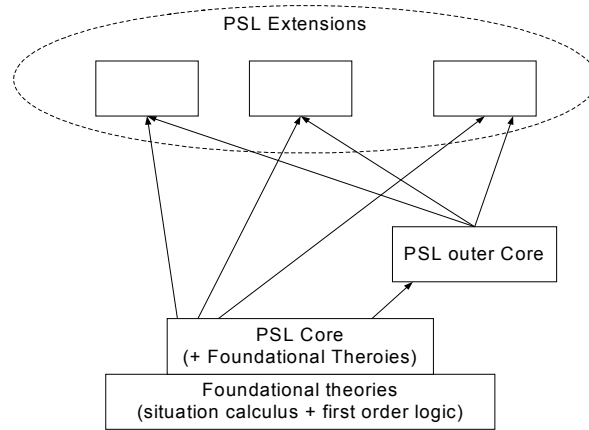 PSL Extensions
PSL outer Core
PSL Core
(+ Foundational Theroies)
Foundational theories
(situation calculus + first order logic)